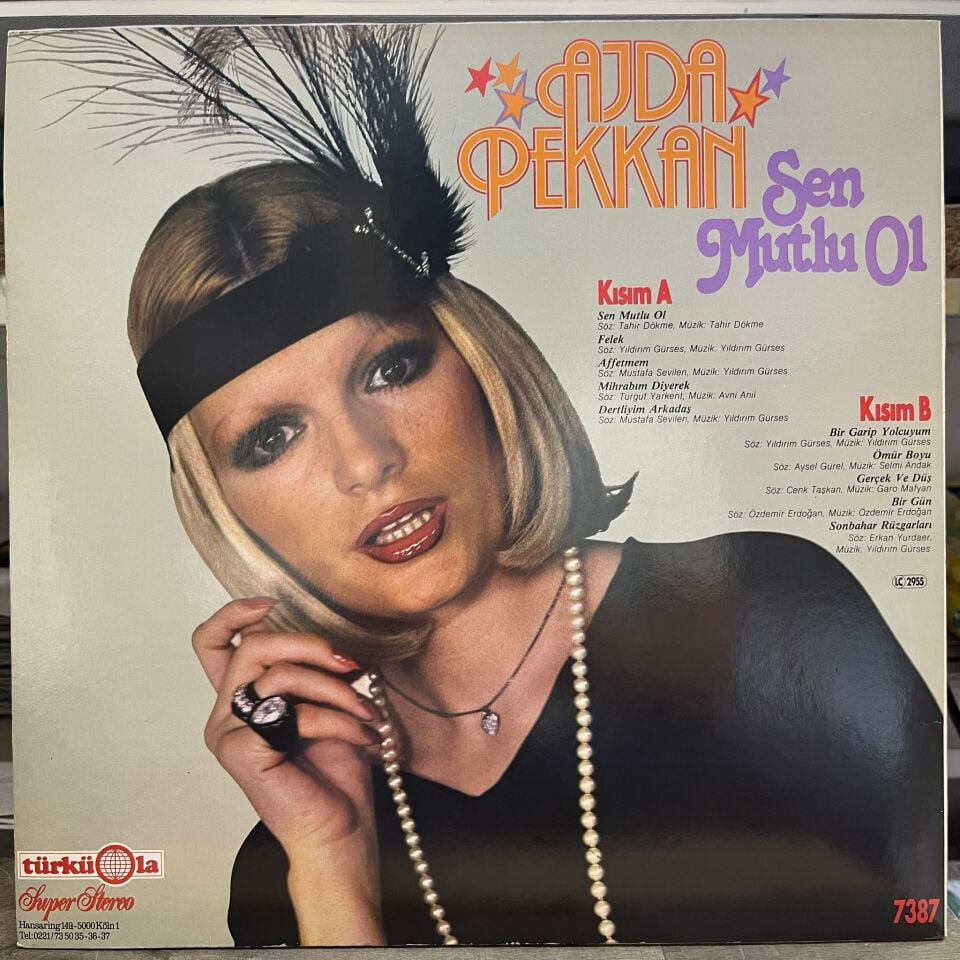 AJDA
PEKKAN
Sen
Mutlu Ol
Kısım A
Sen Mutlu Ol
Söz: Tahir Dökme, Müzik: Tahir Dökme
Felek
Söz: Yıldırım Gürses, Müzik: Yıldırım Gürses
Affetmem
Söz: Mustafa Sevilen, Müzik: Yıldırım Gürses
Mihrabım Diyerek
Söz: Turgut Yarkent, Müzik: Avni Anıl
Dertliyim Arkadaş
Söz: Mustafa Sevilen, Müzik: Yıldırım Gürses
Kısım B
Bir Garip Yolcuyum
Söz: Yıldırım Gürses, Müzik: Yıldırım Gürses
Ömür Boyu
Söz: Aysel Gürel, Müzik: Selmi Andak
Gerçek Ve Düş
Söz: Cenk Taşkan, Müzik: Garo Mafyan
Bir Gün
Söz: Özdemir Erdoğan, Müzik: Özdemir Erdoğan
Sonbahar Rüzgarları
Söz: Erkan Yurdaer,
Müzik: Yıldırım Gürses
LC 2955
türküola
Super Stereo
Hansaring 149-5000 Köln 1
Tel: 0221/73 50 35-36-37
7387